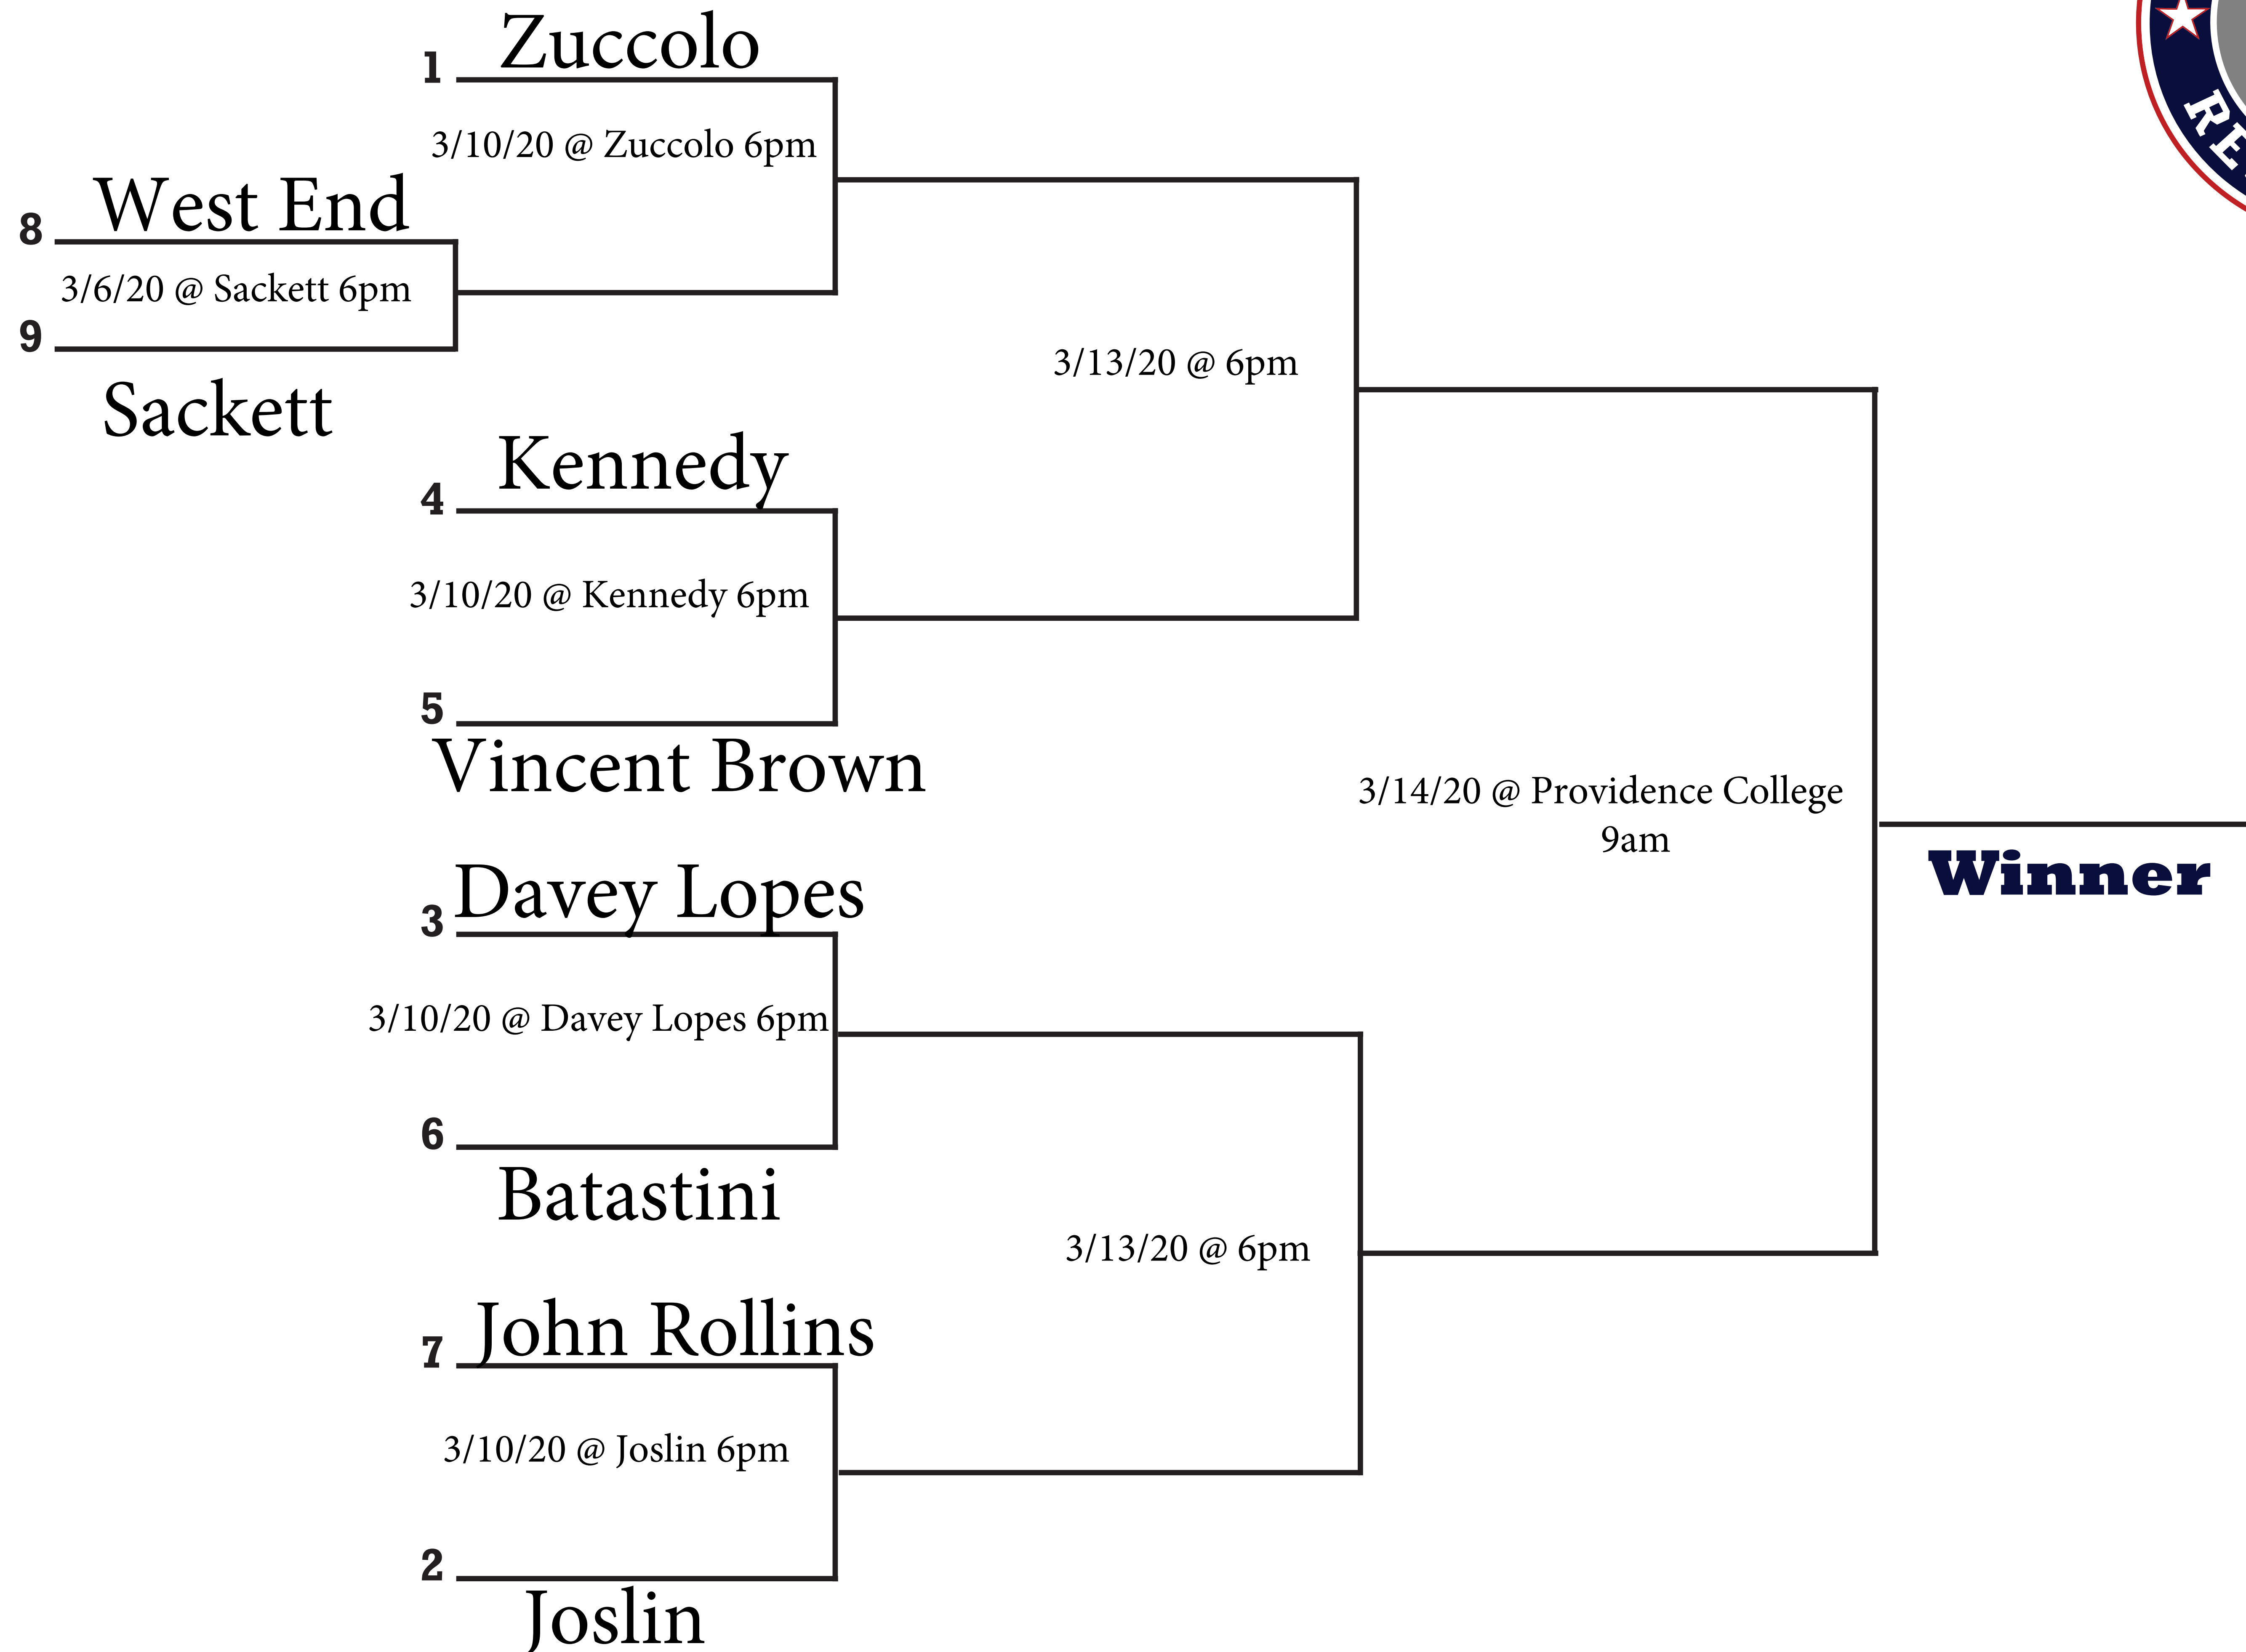 Zuccolo
1
3/10/20 @ Zuccolo 6pm
West End
8
3/6/20 @ Sackett 6pm
9
Sackett
Kennedy
4
3/10/20 @ Kennedy 6pm
5
Vincent Brown
3/13/20 @ 6pm
3/14/20 @ Providence College
9am
Winner
Davey Lopes
3
3/10/20 @ Davey Lopes 6pm
6
Batastini
3/13/20 @ 6pm
John Rollins
7
3/10/20 @ Joslin 6pm
2
Joslin